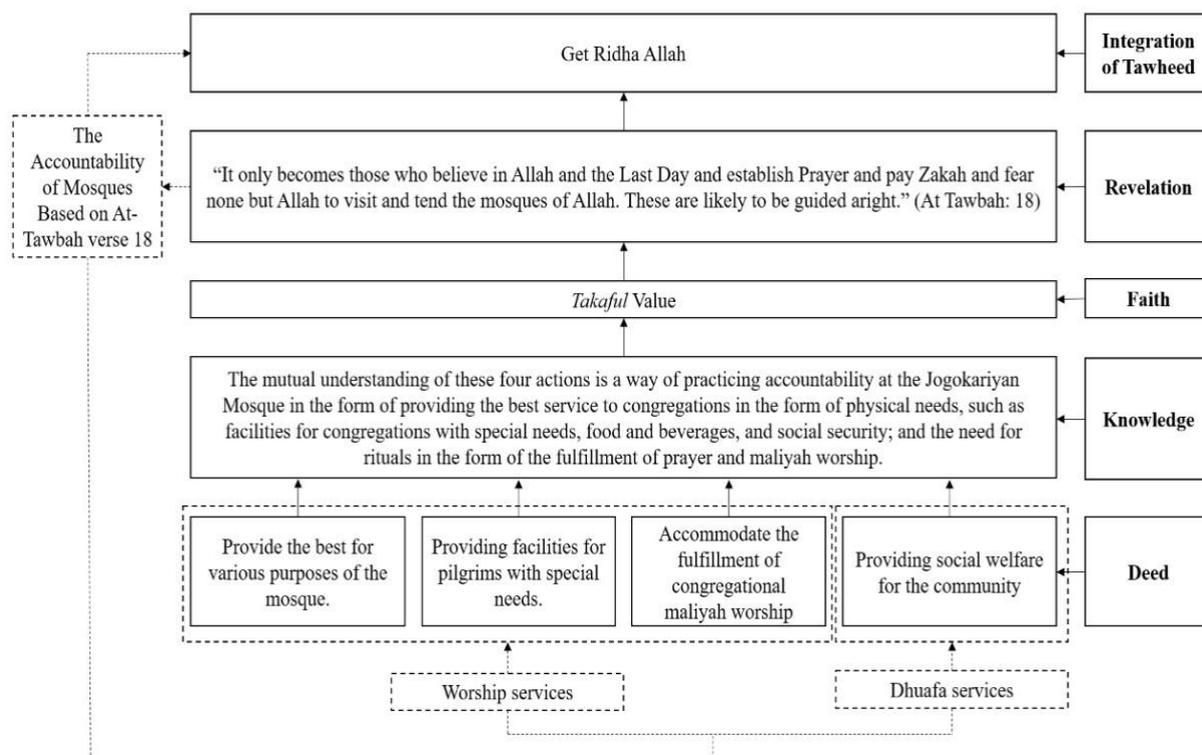 Get Ridha Allah
Integration
of Tawheed
The
Accountability
of Mosques
Based on At-
Tawbah verse 18
“It only becomes those who believe in Allah and the Last Day and establish Prayer and pay Zakah and fear
none but Allah to visit and tend the mosques of Allah. These are likely to be guided aright.” (At Tawbah: 18)
Revelation
Takaful Value
Faith
The mutual understanding of these four actions is a way of practicing accountability at the Jogokariyan
Mosque in the form of providing the best service to congregations in the form of physical needs, such as
facilities for congregations with special needs, food and beverages, and social security; and the need for
rituals in the form of the fulfillment of prayer and maliyah worship.
Knowledge
Provide the best for
various purposes of the
mosque.
Providing facilities for
pilgrims with special
needs.
Accommodate the
fulfillment of
congregational
maliyah worship
Providing social welfare
for the community
Deed
Worship services
Dhuafa services